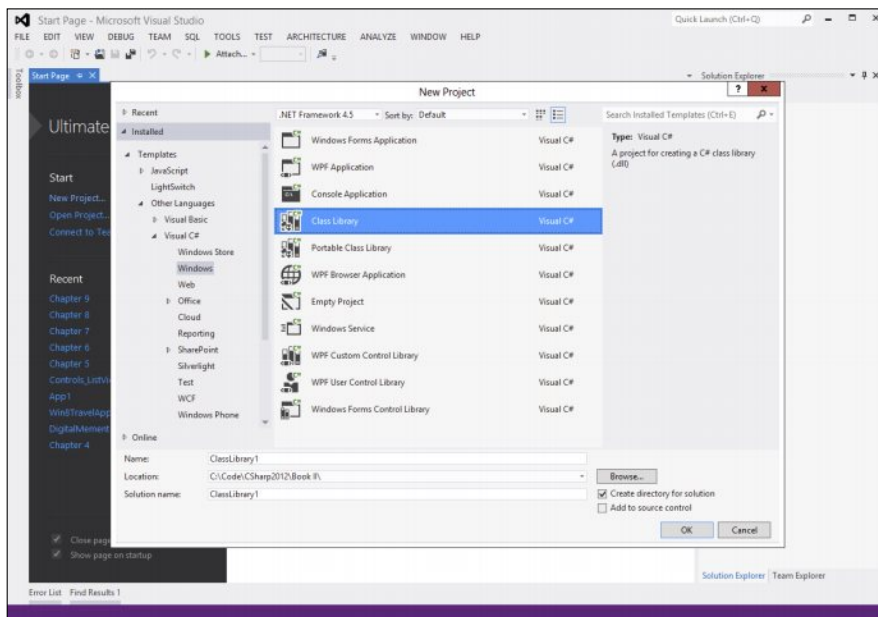 Start Page - Microsoft Visual Studio
Quick Launch (Ctrl+Q)
FILE EDIT VIEW DEBUG TEAM SQL TOOLS TEST ARCHITECTURE ANALYZE WINDOW HELP
Attach...
Toolbox
Start Page
Solution Explorer
Ultimate
Start
New Project...
Open Project...
Connect to Tea
Recent
Chapter 9
Chapter 8
Chapter 7
Chapter 6
Chapter 5
Controls_ListVi
App1
Win8TravelApp
DigitalMement
Chapter 4
Close page
Show page on startup
New Project
Recent
Installed
Templates
JavaScript
LightSwitch
Other Languages
Visual Basic
Visual C#
Windows Store
Windows
Web
Office
Cloud
Reporting
SharePoint
Silverlight
Test
WCF
Windows Phone
Online
.NET Framework 4.5 Sort by: Default
Windows Forms Application Visual C#
WPF Application Visual C#
Console Application Visual C#
Class Library Visual C#
Portable Class Library Visual C#
WPF Browser Application Visual C#
Empty Project Visual C#
Windows Service Visual C#
WPF Custom Control Library Visual C#
WPF User Control Library Visual C#
Windows Forms Control Library Visual C#
Search Installed Templates (Ctrl+E)
Type: Visual C#
A project for creating a C# class library
(.dll)
Name: ClassLibrary1
Location: C:\Code\CSharp2012\Book II\
Browse...
Solution name: ClassLibrary1
Create directory for solution
Add to source control
OK Cancel
Solution Explorer Team Explorer
Error List Find Results 1